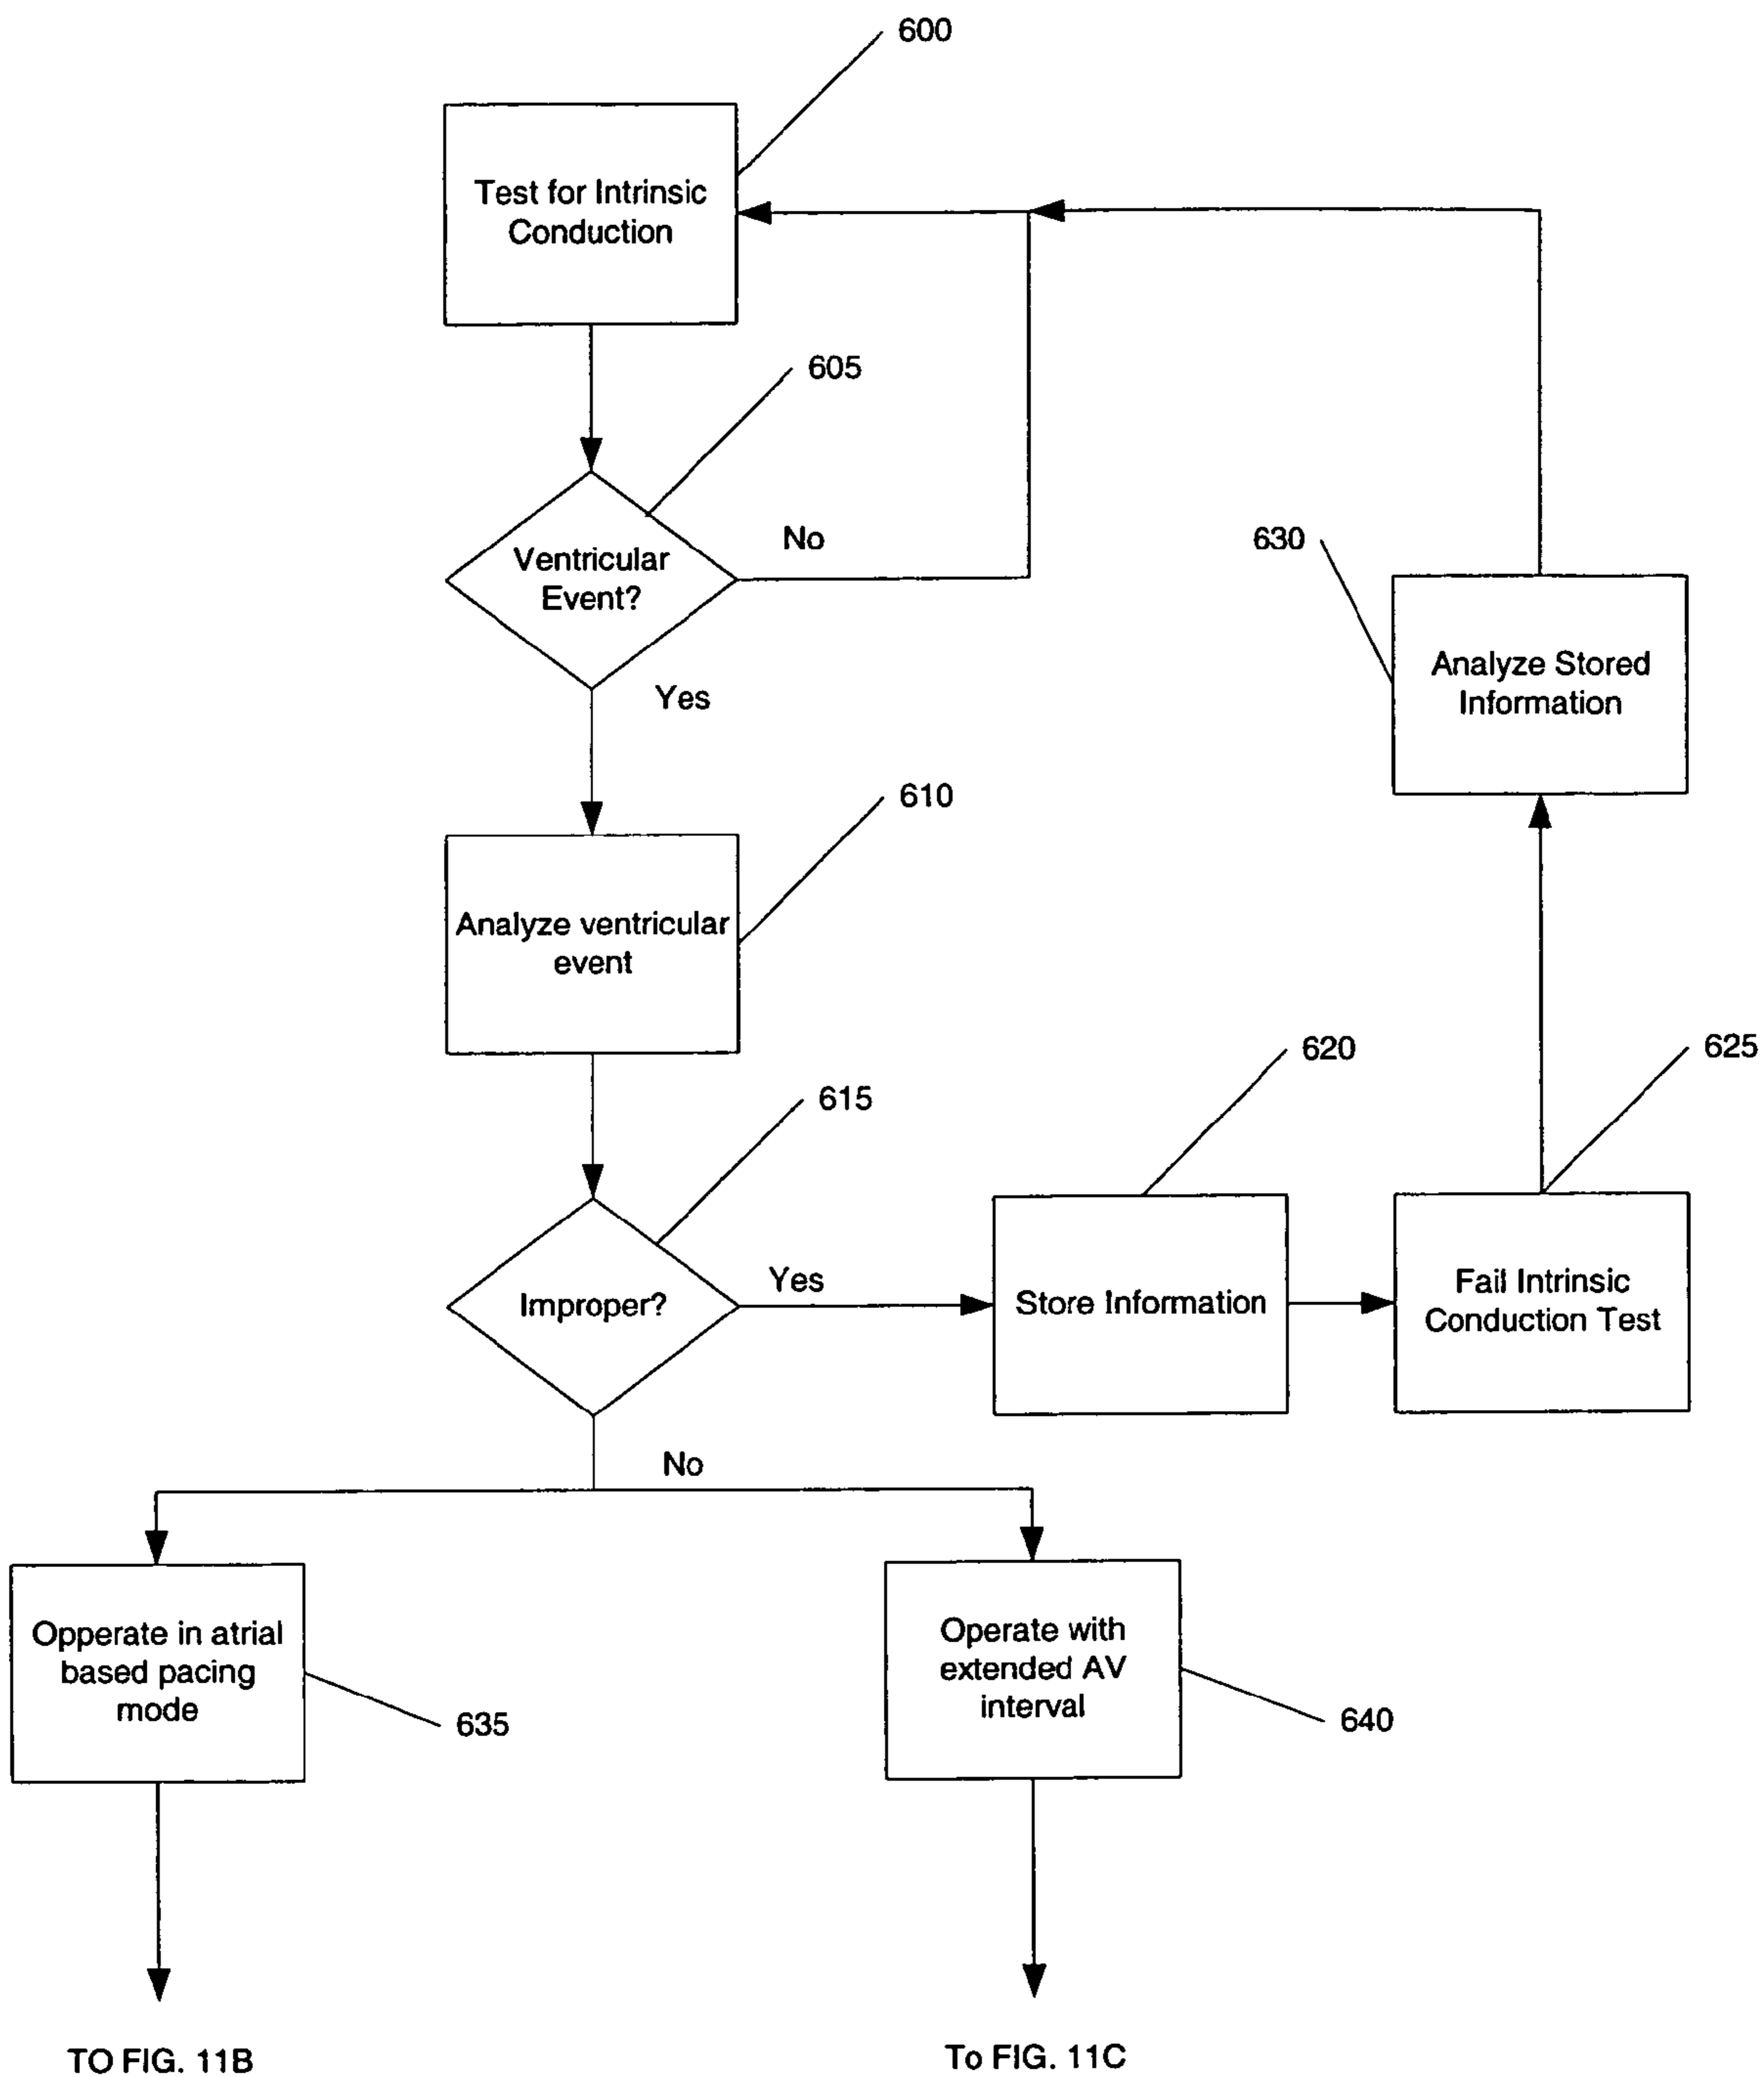 600
Test for Intrinsic
Conduction
605
Ventricular
Event?
No
Yes
630
Analyze Stored
Information
610
Analyze ventricular
event
615
Improper?
Yes
620
Store Information
625
Fail Intrinsic
Conduction Test
No
Opperate in atrial
based pacing
mode
635
Operate with
extended AV
interval
640
TO FIG. 11B
To FIG. 11C